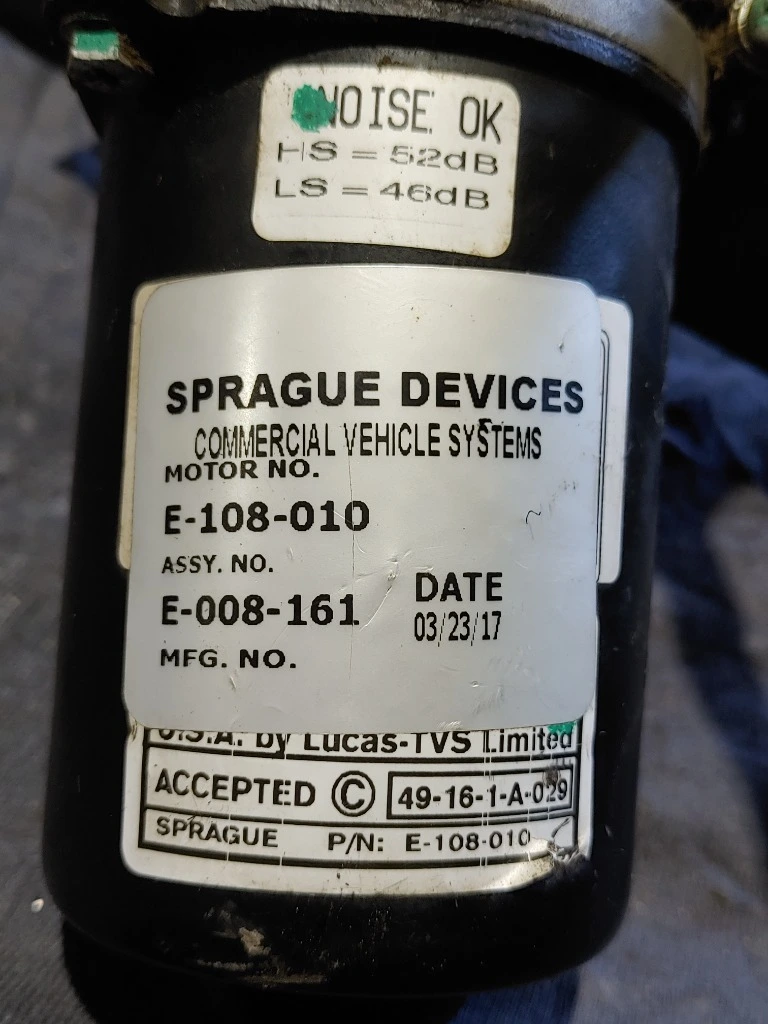 NOISE OK
HS = 52dB
LS = 46dB
SPRAGUE DEVICES
COMMERCIAL VEHICLE SYSTEMS
MOTOR NO.
E-108-010
ASSY. NO.
E-008-161
DATE
03/23/17
MFG. NO.
U.S.A. by Lucas-TVS Limited
ACCEPTED © 49-16-1-A-029
SPRAGUE P/N: E-108-010